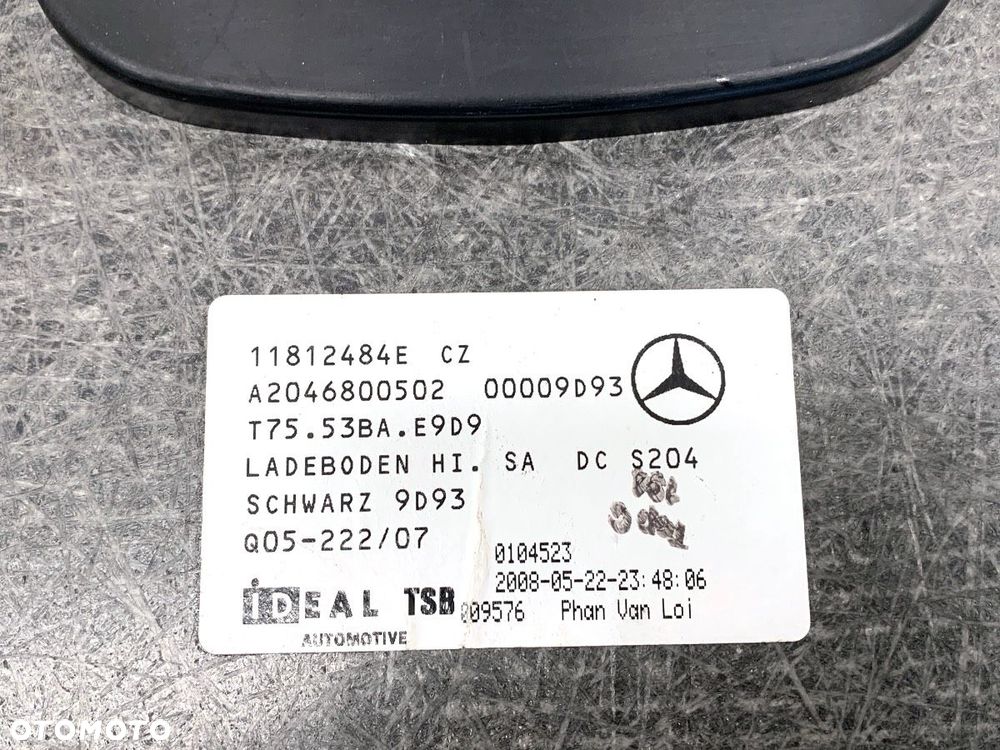 11812484E CZ
A2046800502 00009D93
T75.53BA.E9D9
LADEBODEN HI. SA DC S204
SCHWARZ 9D93
Q05-222/07
0104523
2008-05-22-23:48:06
009576 Phan Van Loi
iDEAL TSB
AUTOMOTIVE
OTOMOTO